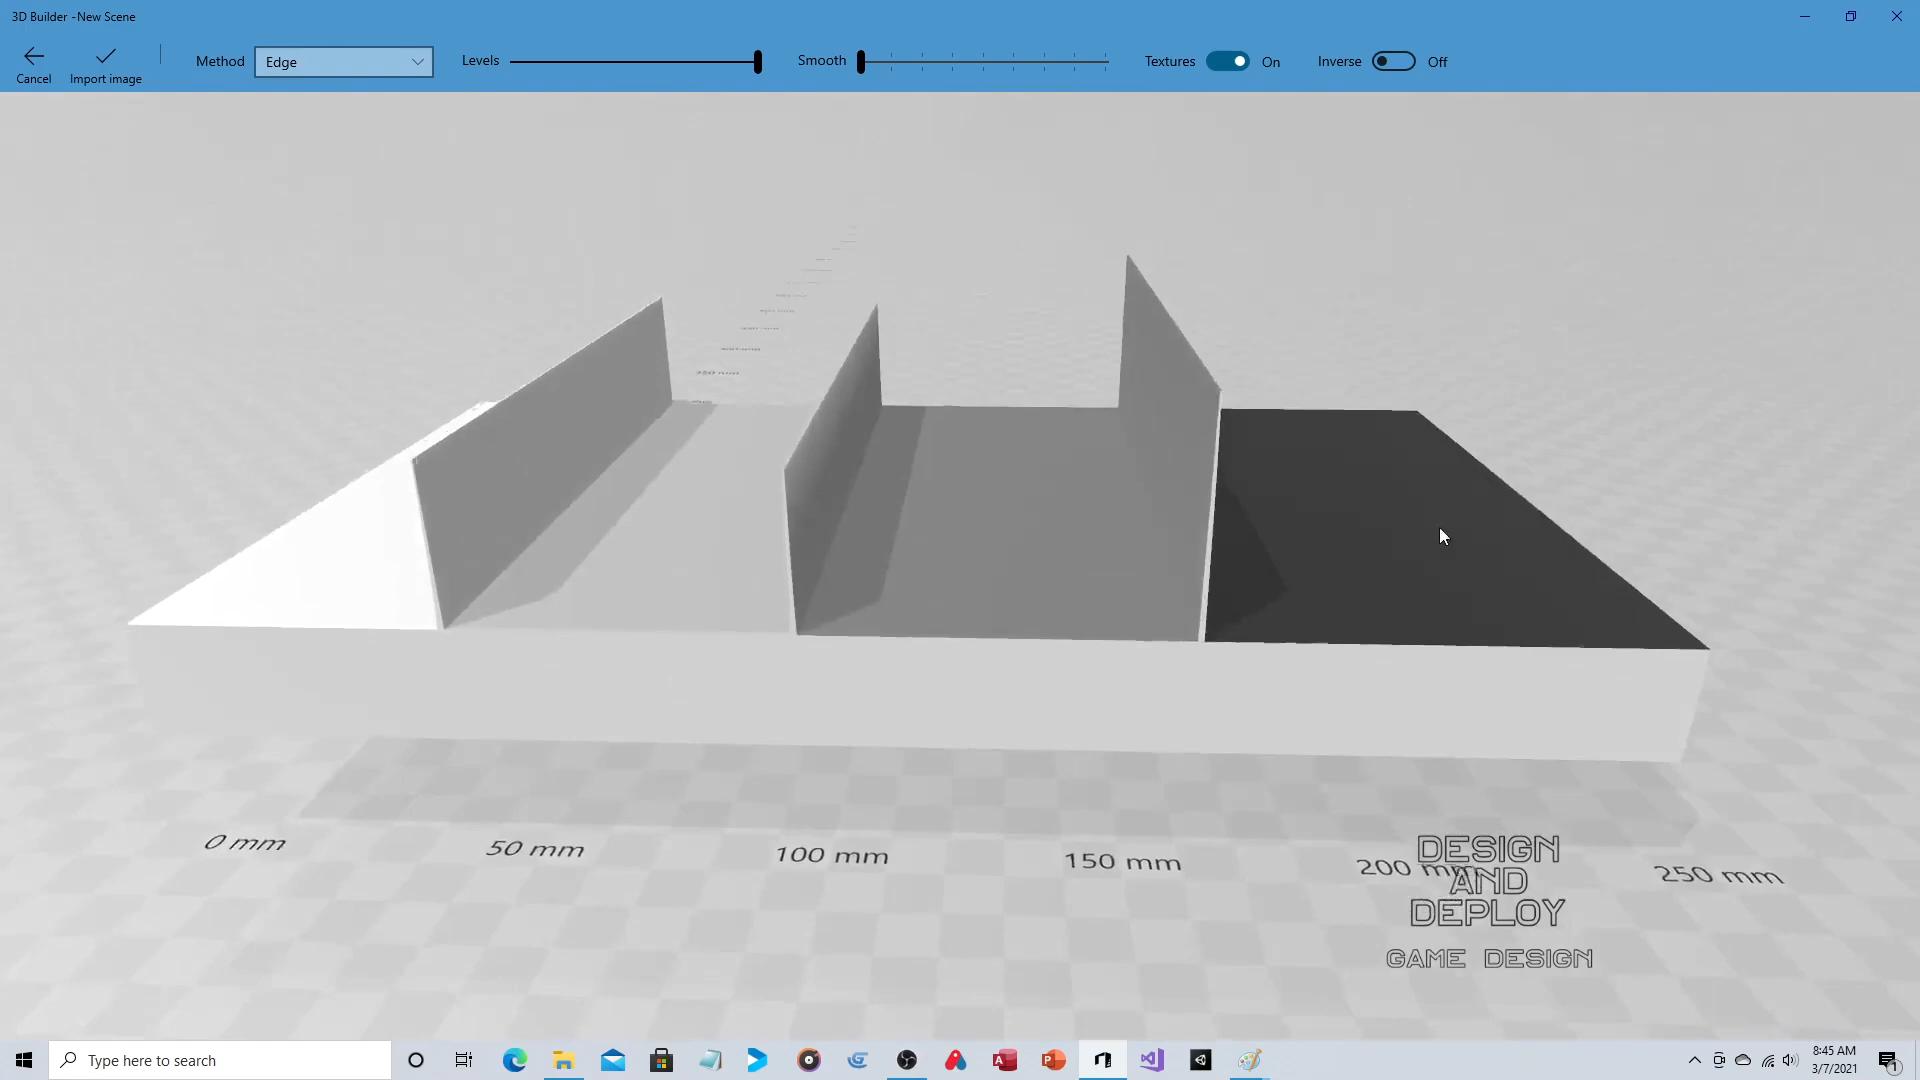 3D Builder -New Scene
Cancel
Import image
Method
Edge
Levels
Smooth
Textures
On
Inverse
Off
350 mm
0 mm
50 mm
100 mm
150 mm
200 mm
250 mm
DESIGN
AND
DEPLOY
GAME DESIGN
Type here to search
8:45 AM
3/7/2021